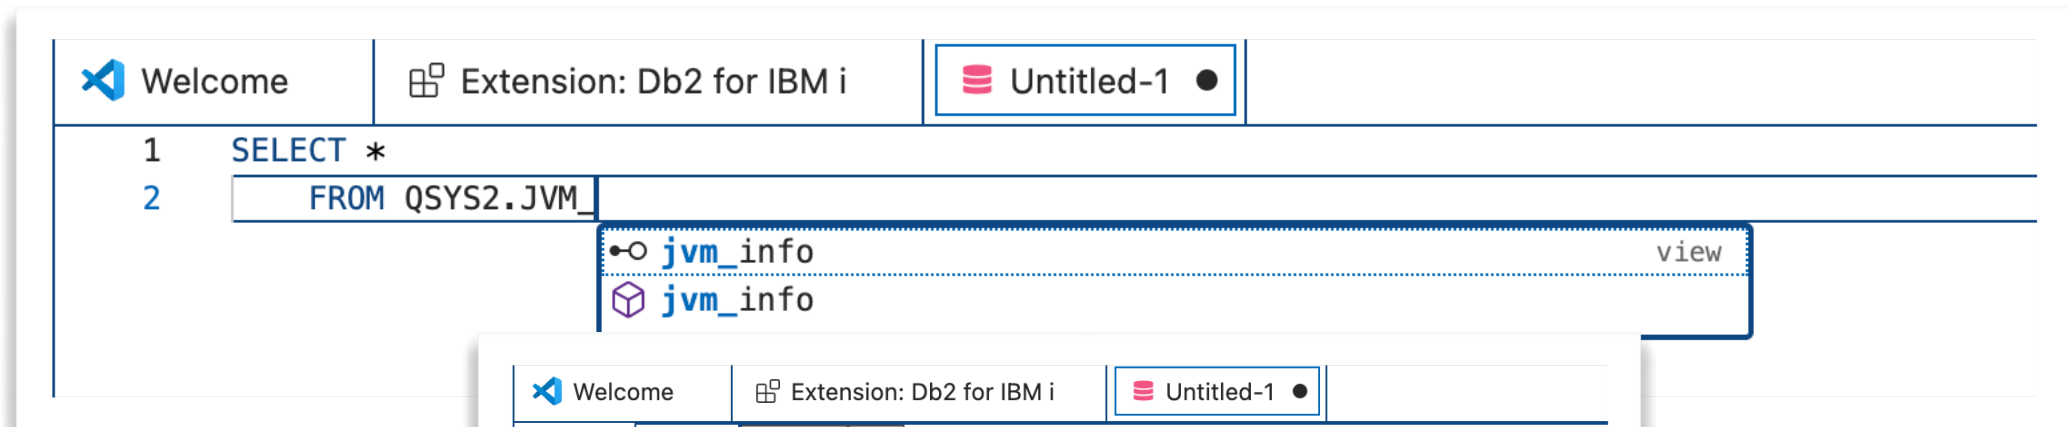 Welcome
Extension: Db2 for IBM i
Untitled-1
1 SELECT *
2 FROM QSYS2.JVM_
jvm_info view
jvm_info
Welcome
Extension: Db2 for IBM i
Untitled-1